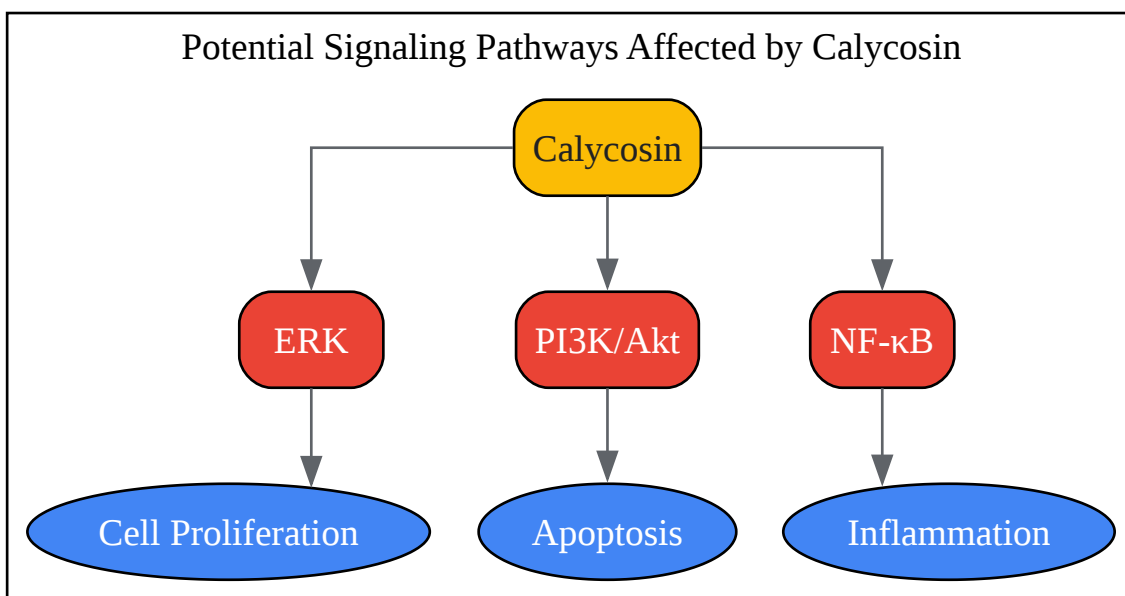 Potential Signaling Pathways Affected by Calycosin
Calycosin
ERK
PI3K/Akt
NF-κB
Cell Proliferation
Apoptosis
Inflammation